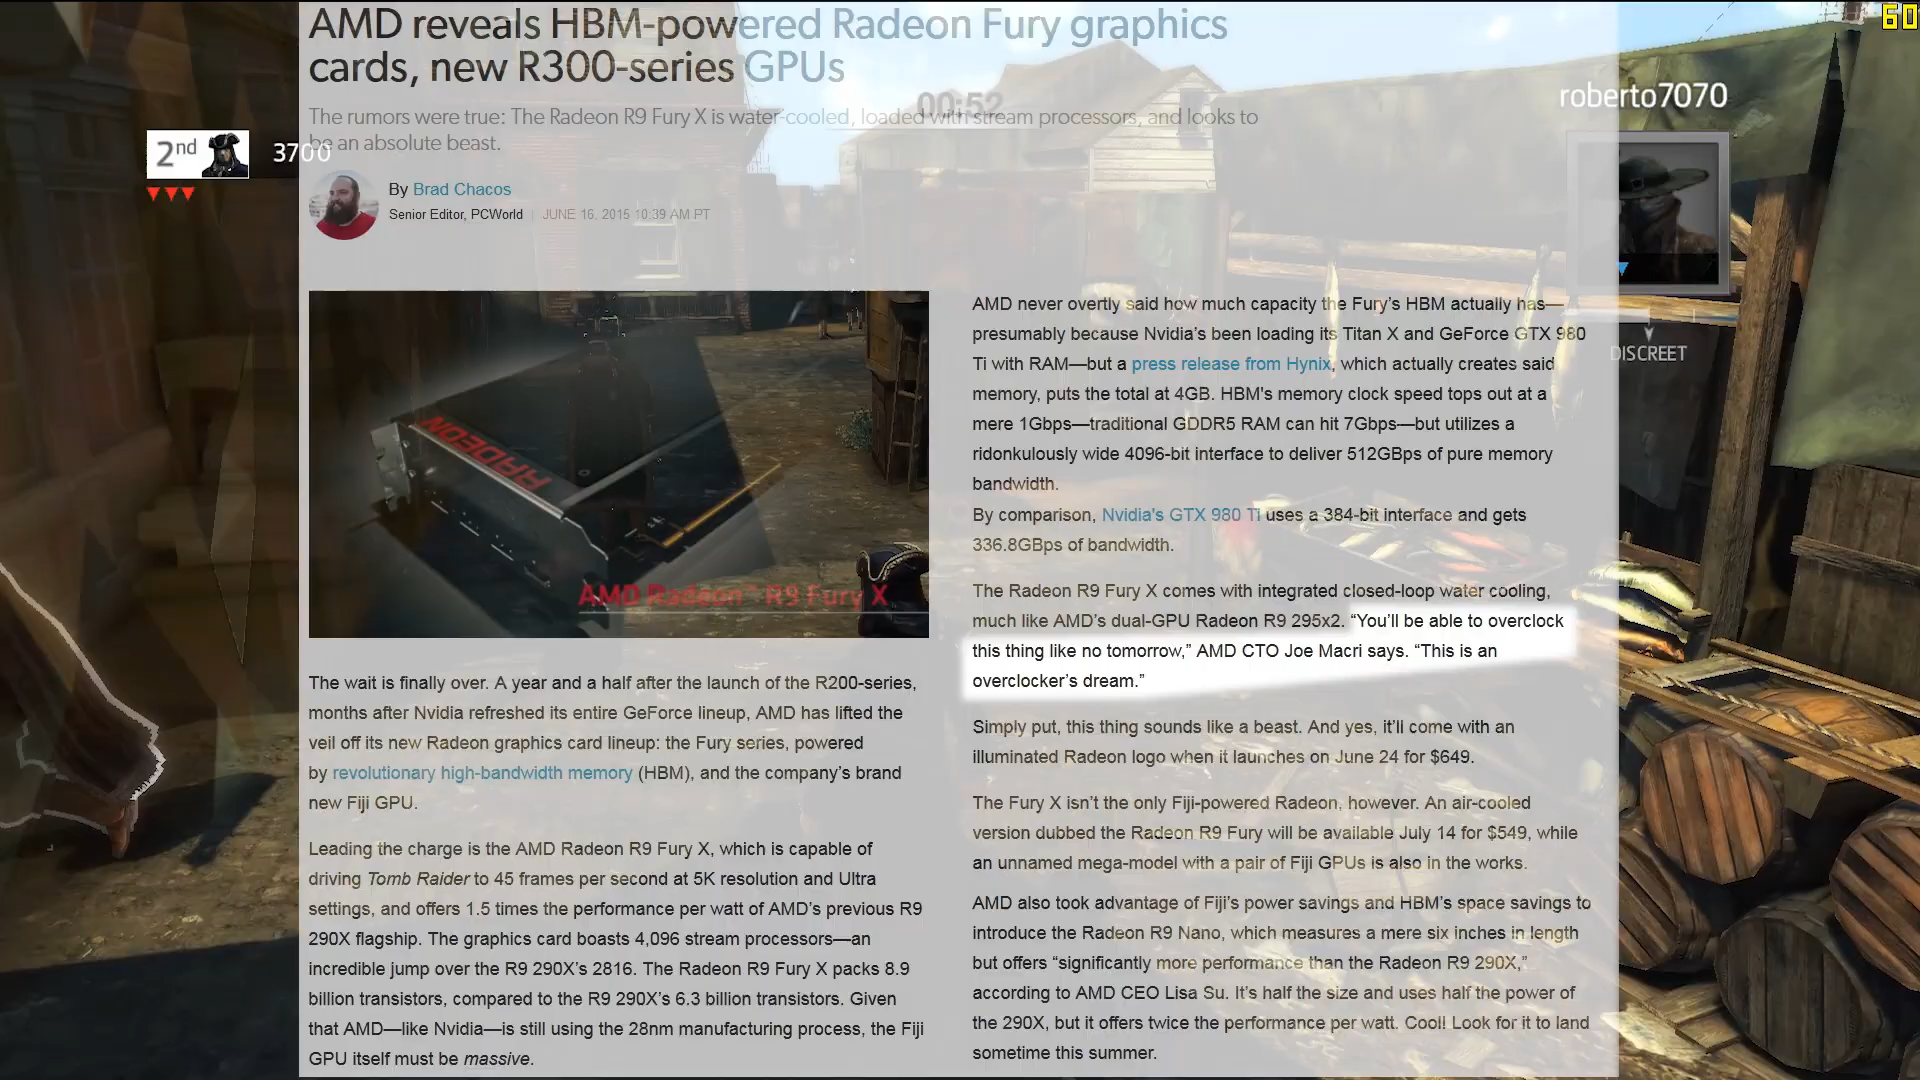 AMD reveals HBM-powered Radeon Fury graphics
cards, new R300-series GPUs
The rumors were true: The Radeon R9 Fury X is water-cooled, loaded with stream processors, and looks to
be an absolute beast.
By Brad Chacos
Senior Editor, PCWorld | JUNE 16, 2015 10:39 AM PT
60
00:52
roberto7070
2nd
3700
DISCREET
RADEON
AMD Radeon™ R9 Fury X
The wait is finally over. A year and a half after the launch of the R200-series,
months after Nvidia refreshed its entire GeForce lineup, AMD has lifted the
veil off its new Radeon graphics card lineup: the Fury series, powered
by revolutionary high-bandwidth memory (HBM), and the company’s brand
new Fiji GPU.
Leading the charge is the AMD Radeon R9 Fury X, which is capable of
driving Tomb Raider to 45 frames per second at 5K resolution and Ultra
settings, and offers 1.5 times the performance per watt of AMD’s previous R9
290X flagship. The graphics card boasts 4,096 stream processors—an
incredible jump over the R9 290X’s 2816. The Radeon R9 Fury X packs 8.9
billion transistors, compared to the R9 290X’s 6.3 billion transistors. Given
that AMD—like Nvidia—is still using the 28nm manufacturing process, the Fiji
GPU itself must be massive.
AMD never overtly said how much capacity the Fury’s HBM actually has—
presumably because Nvidia’s been loading its Titan X and GeForce GTX 980
Ti with RAM—but a press release from Hynix, which actually creates said
memory, puts the total at 4GB. HBM's memory clock speed tops out at a
mere 1Gbps—traditional GDDR5 RAM can hit 7Gbps—but utilizes a
ridonkulously wide 4096-bit interface to deliver 512GBps of pure memory
bandwidth.
By comparison, Nvidia's GTX 980 Ti uses a 384-bit interface and gets
336.8GBps of bandwidth.
The Radeon R9 Fury X comes with integrated closed-loop water cooling,
much like AMD’s dual-GPU Radeon R9 295x2. “You’ll be able to overclock
this thing like no tomorrow,” AMD CTO Joe Macri says. “This is an
overclocker’s dream.”
Simply put, this thing sounds like a beast. And yes, it’ll come with an
illuminated Radeon logo when it launches on June 24 for $649.
The Fury X isn’t the only Fiji-powered Radeon, however. An air-cooled
version dubbed the Radeon R9 Fury will be available July 14 for $549, while
an unnamed mega-model with a pair of Fiji GPUs is also in the works.
AMD also took advantage of Fiji’s power savings and HBM’s space savings to
introduce the Radeon R9 Nano, which measures a mere six inches in length
but offers “significantly more performance than the Radeon R9 290X,”
according to AMD CEO Lisa Su. It’s half the size and uses half the power of
the 290X, but it offers twice the performance per watt. Cool! Look for it to land
sometime this summer.